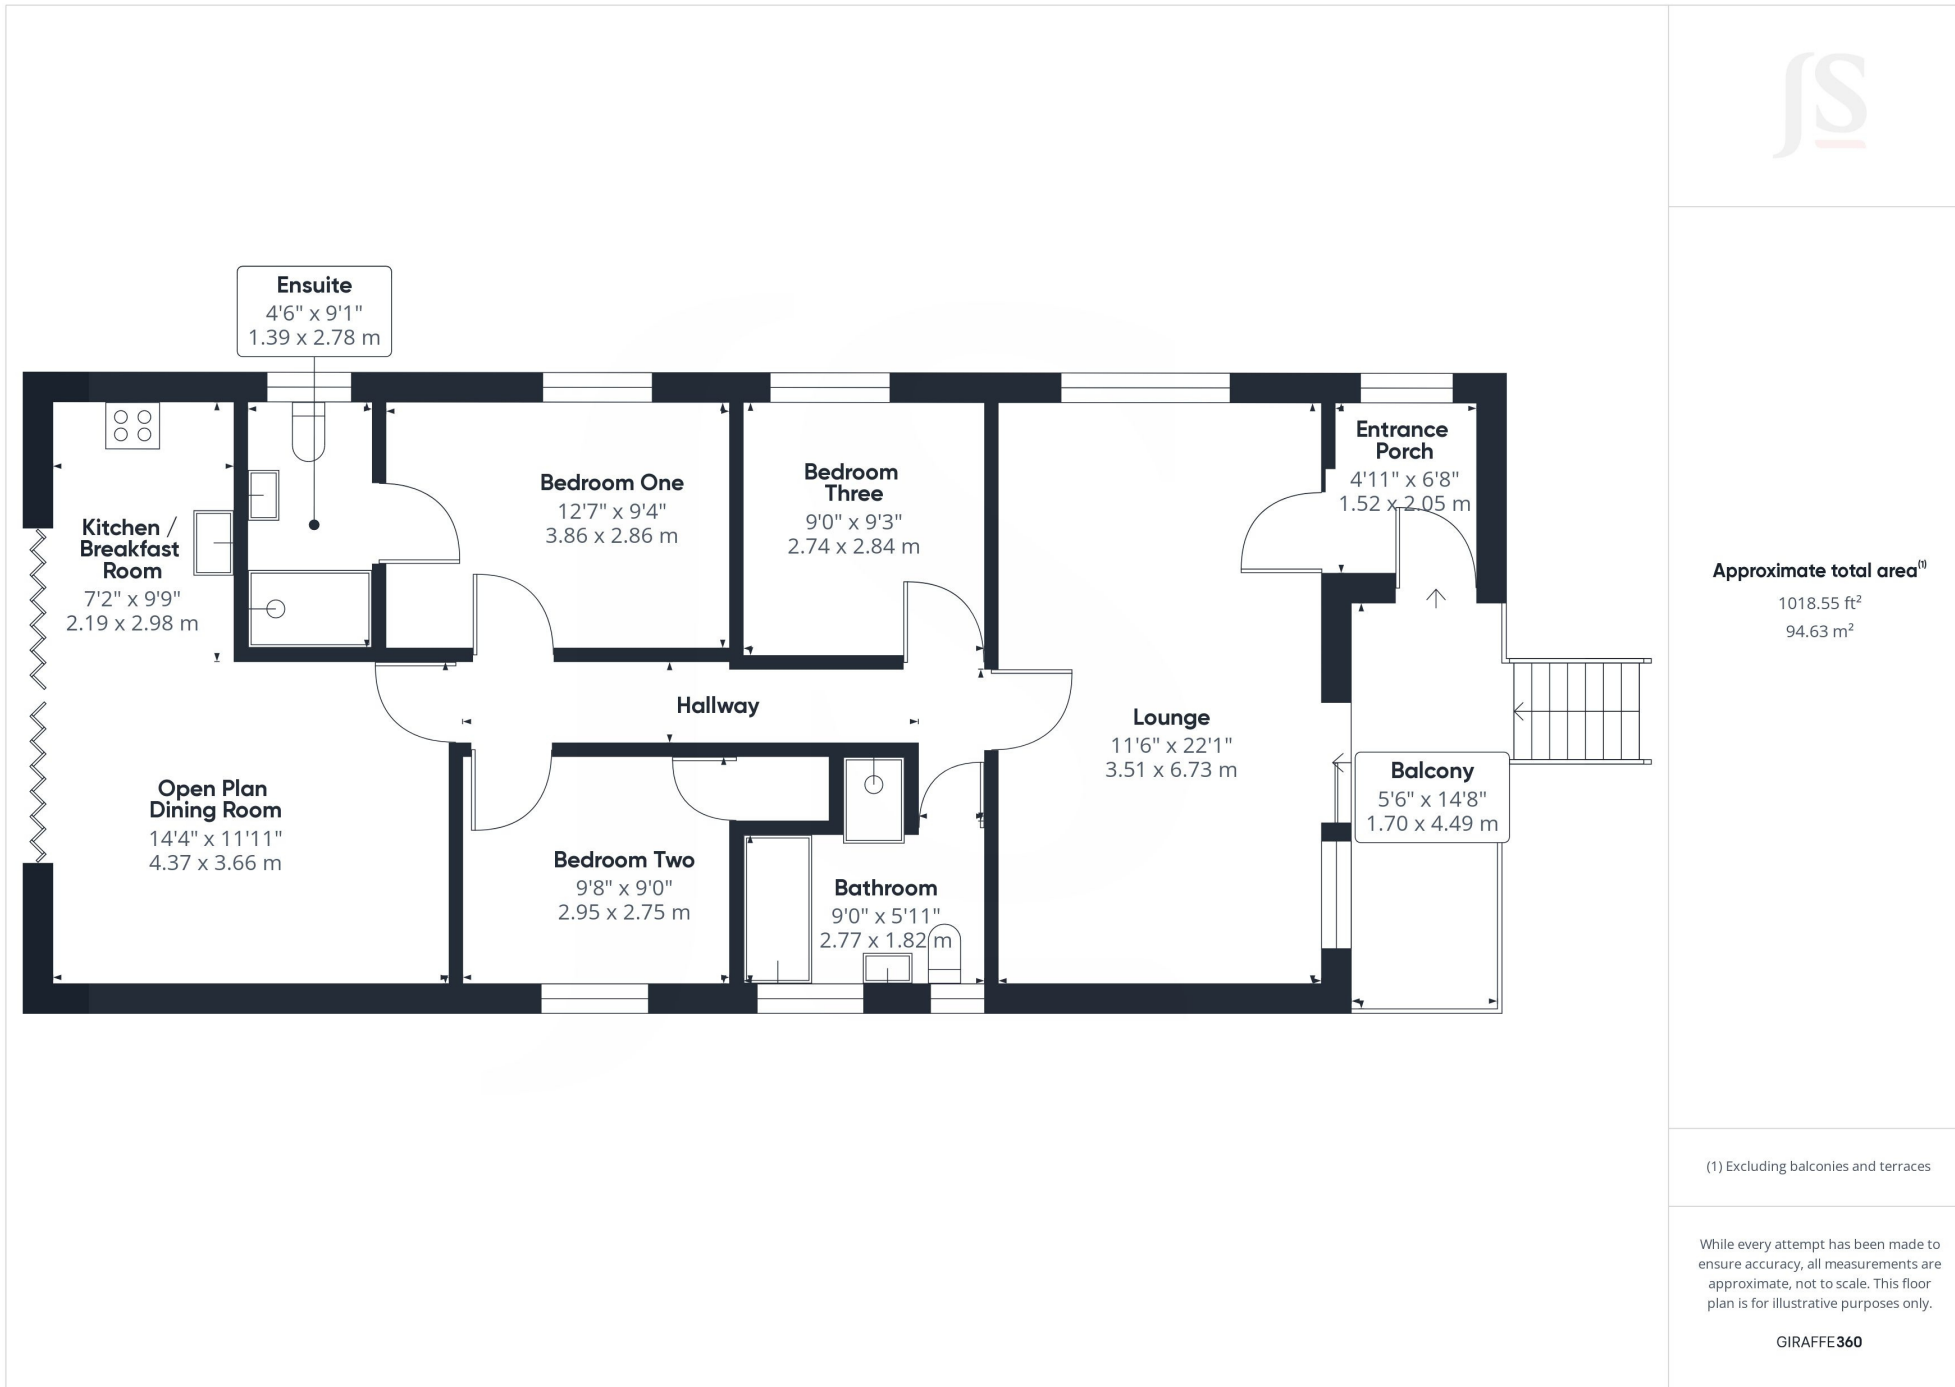 JS
Ensuite
4'6" x 9'1"
1.39 x 2.78 m
Kitchen /
Breakfast
Room
7'2" x 9'9"
2.19 x 2.98 m
Bedroom One
12'7" x 9'4"
3.86 x 2.86 m
Bedroom
Three
9'0" x 9'3"
2.74 x 2.84 m
Entrance
Porch
4'11" x 6'8"
1.52 x 2.05 m
Hallway
Lounge
11'6" x 22'1"
3.51 x 6.73 m
Balcony
5'6" x 14'8"
1.70 x 4.49 m
Open Plan
Dining Room
14'4" x 11'11"
4.37 x 3.66 m
Bedroom Two
9'8" x 9'0"
2.95 x 2.75 m
Bathroom
9'0" x 5'11"
2.77 x 1.82 m
Approximate total area(1)
1018.55 ft²
94.63 m²
(1) Excluding balconies and terraces
While every attempt has been made to
ensure accuracy, all measurements are
approximate, not to scale. This floor
plan is for illustrative purposes only.
GIRAFFE360